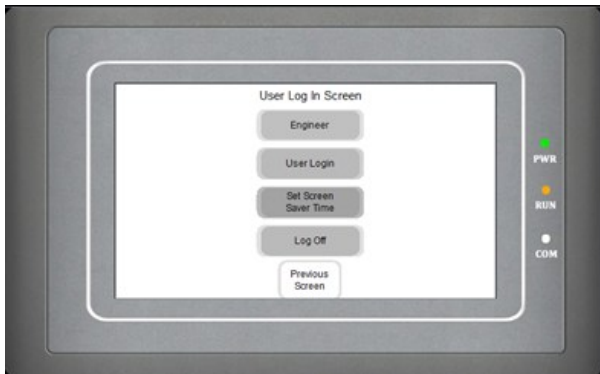 User Log In Screen
Engineer
User Login
Set Screen
Saver Time
Log Off
Previous
Screen
PWR
RUN
COM